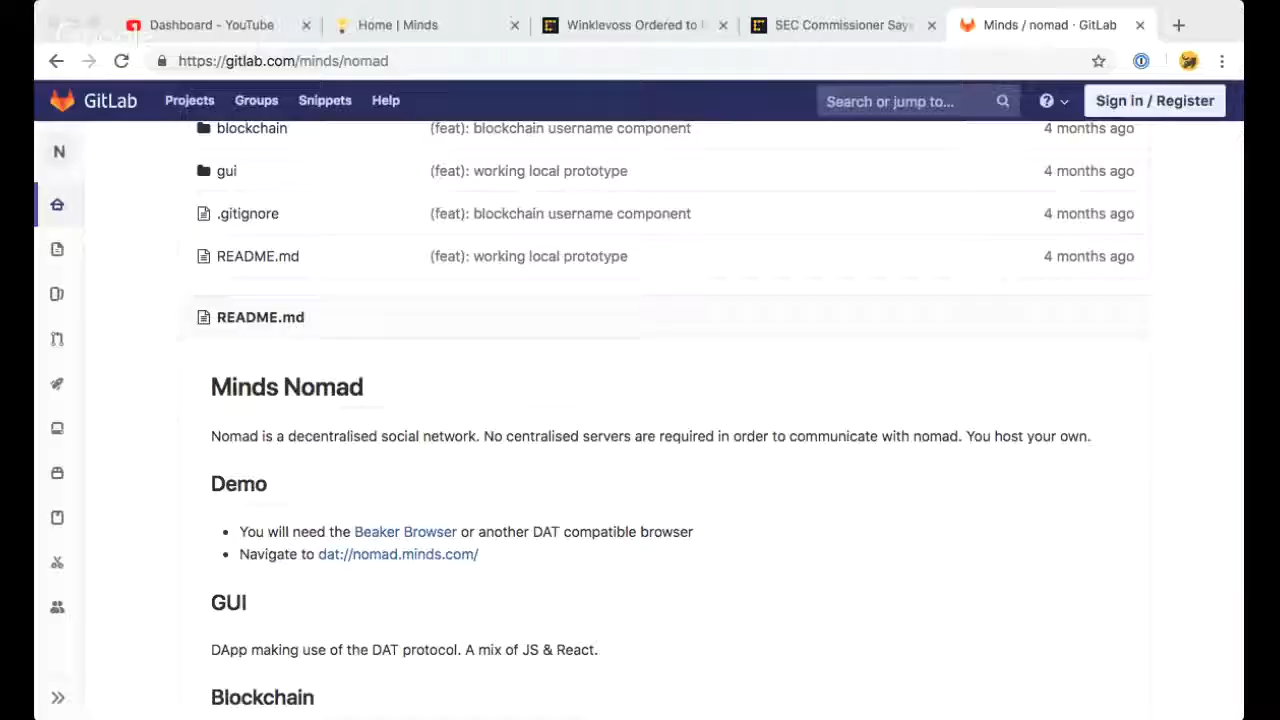 Dashboard - YouTube
Home | Minds
Winklevoss Ordered to
SEC Commissioner Say
Minds / nomad · GitLab
https://gitlab.com/minds/nomad
GitLab Projects Groups Snippets Help Search or jump to... Sign in / Register
N
blockchain (feat): blockchain username component 4 months ago
gui (feat): working local prototype 4 months ago
.gitignore (feat): blockchain username component 4 months ago
README.md (feat): working local prototype 4 months ago
README.md
Minds Nomad
Nomad is a decentralised social network. No centralised servers are required in order to communicate with nomad. You host your own.
Demo
• You will need the Beaker Browser or another DAT compatible browser
• Navigate to dat://nomad.minds.com/
GUI
DApp making use of the DAT protocol. A mix of JS & React.
Blockchain